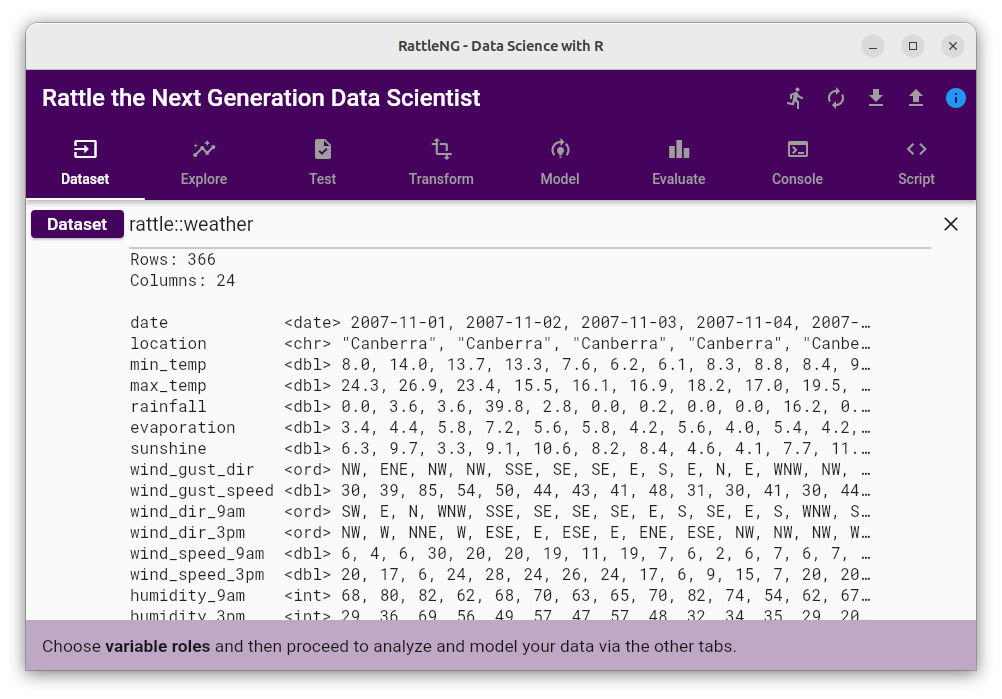 RattleNG - Data Science with R
Rattle the Next Generation Data Scientist
Dataset Explore Test Transform Model Evaluate Console Script
Dataset rattle::weather
Rows: 366
Columns: 24
date <date> 2007-11-01, 2007-11-02, 2007-11-03, 2007-11-04, 2007-…
location <chr> "Canberra", "Canberra", "Canberra", "Canberra", "Canbe…
min_temp <dbl> 8.0, 14.0, 13.7, 13.3, 7.6, 6.2, 6.1, 8.3, 8.8, 8.4, 9…
max_temp <dbl> 24.3, 26.9, 23.4, 15.5, 16.1, 16.9, 18.2, 17.0, 19.5, …
rainfall <dbl> 0.0, 3.6, 3.6, 39.8, 2.8, 0.0, 0.2, 0.0, 0.0, 16.2, 0.…
evaporation <dbl> 3.4, 4.4, 5.8, 7.2, 5.6, 5.8, 4.2, 5.6, 4.0, 5.4, 4.2,…
sunshine <dbl> 6.3, 9.7, 3.3, 9.1, 10.6, 8.2, 8.4, 4.6, 4.1, 7.7, 11.…
wind_gust_dir <ord> NW, ENE, NW, NW, SSE, SE, SE, E, S, E, N, E, WNW, NW, …
wind_gust_speed <dbl> 30, 39, 85, 54, 50, 44, 43, 41, 48, 31, 30, 41, 30, 44…
wind_dir_9am <ord> SW, E, N, WNW, SSE, SE, SE, SE, E, S, SE, E, S, WNW, S…
wind_dir_3pm <ord> NW, W, NNE, W, ESE, E, ESE, E, ENE, ESE, NW, NW, NW, W…
wind_speed_9am <dbl> 6, 4, 6, 30, 20, 20, 19, 11, 19, 7, 6, 2, 6, 7, 6, 7, …
wind_speed_3pm <dbl> 20, 17, 6, 24, 28, 24, 26, 24, 17, 6, 9, 15, 7, 20, 20…
humidity_9am <int> 68, 80, 82, 62, 68, 70, 63, 65, 70, 82, 74, 54, 62, 67…
humidity_3pm <int> 29, 36, 69, 56, 49, 57, 47, 57, 48, 32, 34, 35, 29, 20…
Choose variable roles and then proceed to analyze and model your data via the other tabs.